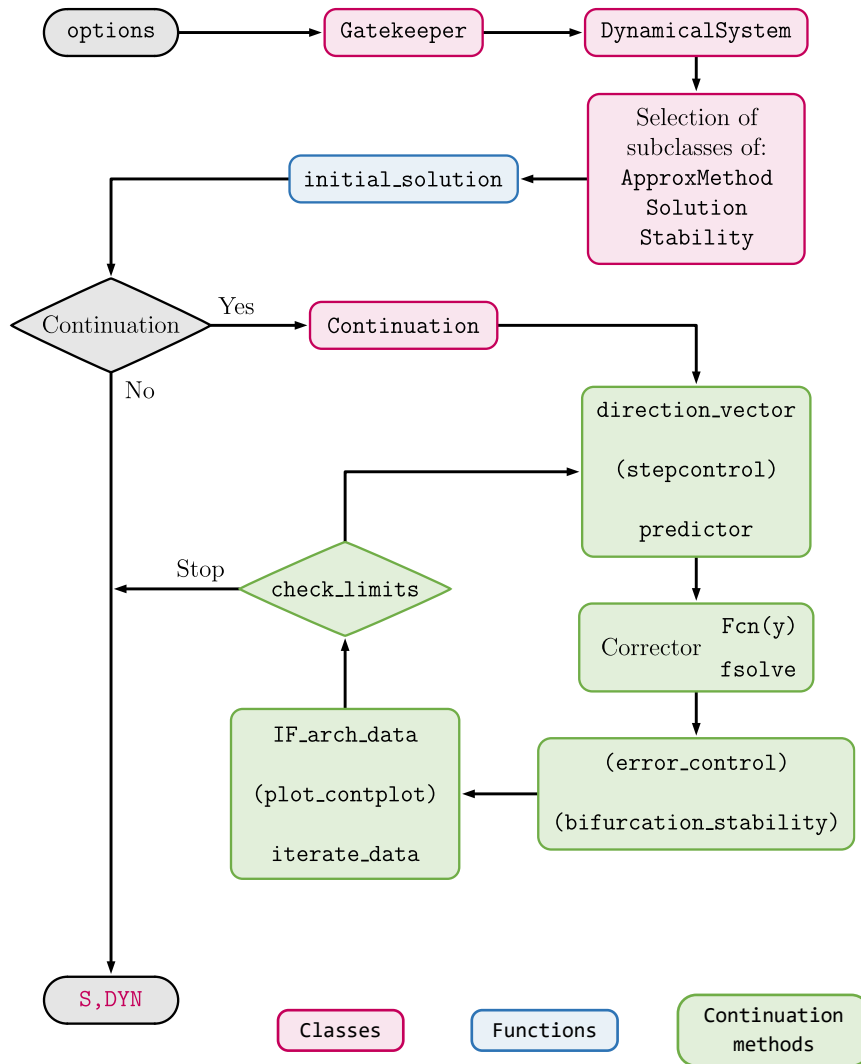 options
Gatekeeper
DynamicalSystem
Selection of
subclasses of:
ApproxMethod
Solution
Stability
initial_solution
Continuation
Yes
No
Continuation
direction_vector
(stepcontrol)
predictor
Stop
check_limits
Corrector
Fcn(y)
fsolve
(error_control)
(bifurcation_stability)
IF_arch_data
(plot_contplot)
iterate_data
S,DYN
Classes
Functions
Continuation
methods